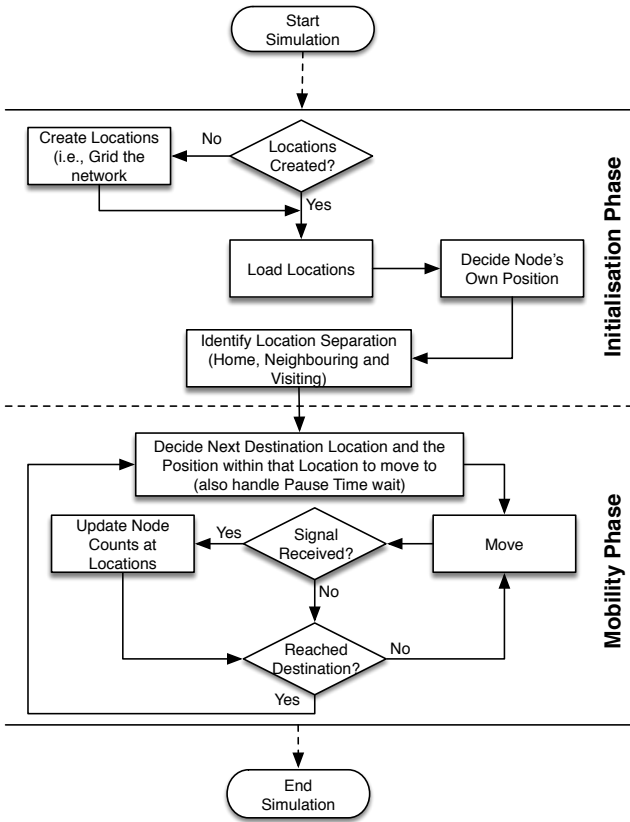 Start
Simulation
No
Create Locations
(i.e., Grid the
network
Locations
Created?
Yes
Load Locations
Decide Node's
Own Position
Identify Location Separation
(Home, Neighbouring and
Visiting)
Initialisation Phase
Decide Next Destination Location and the
Position within that Location to move to
(also handle Pause Time wait)
Update Node
Counts at
Locations
Yes
Signal
Received?
Move
No
Reached
Destination?
No
Yes
Mobility Phase
End
Simulation